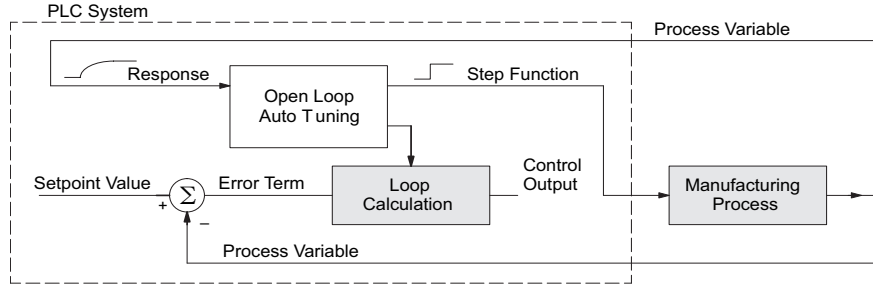 PLC System
Process Variable
Response
Step Function
Open Loop
Auto Tuning
Setpoint Value
+
Σ
−
Error Term
Loop
Calculation
Control
Output
Manufacturing
Process
Process Variable